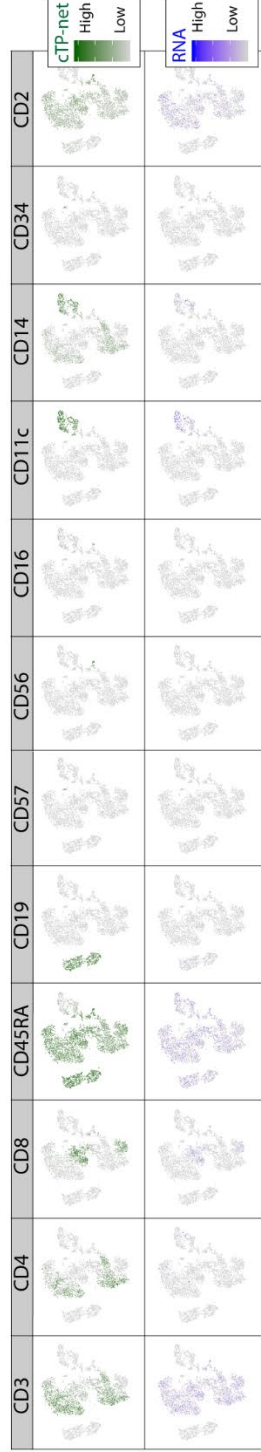 CD3
CD4
CD8
CD45RA
CD19
CD57
CD56
CD16
CD11c
CD14
CD34
CD2
cTP-net
High
Low
RNA
High
Low